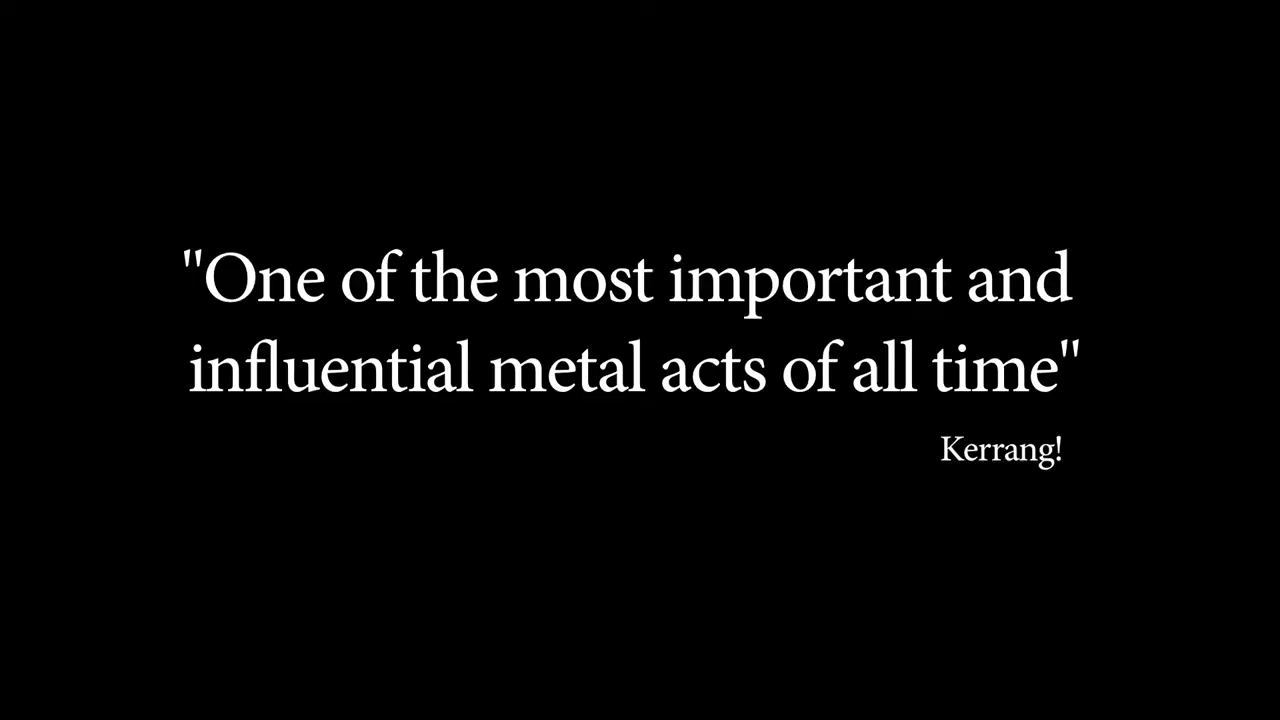 "One of the most important and
influential metal acts of all time"
Kerrang!